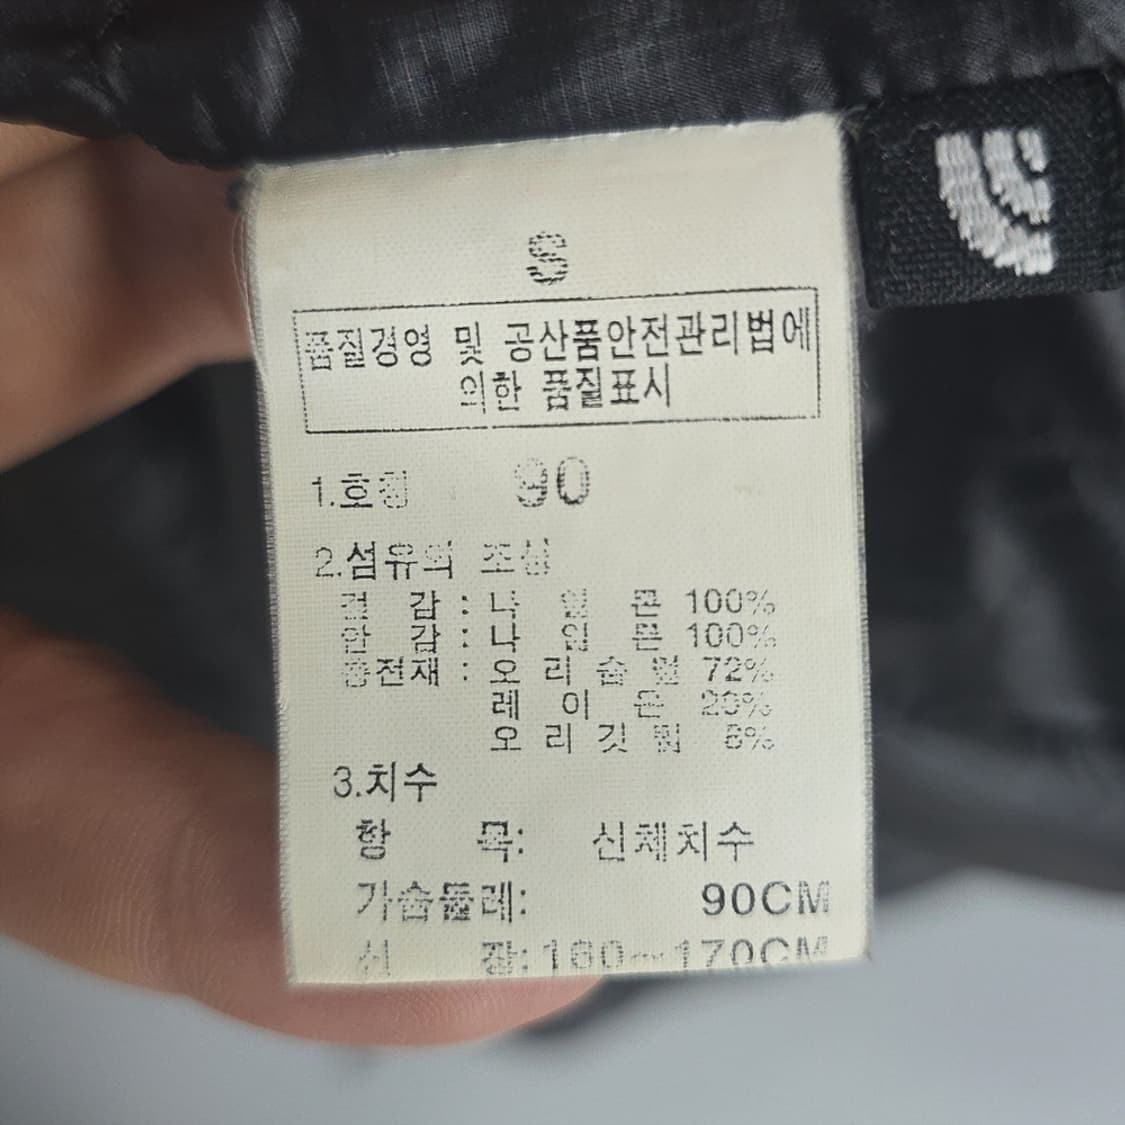 S
품질경영 및 공산품안전관리법에
의한 품질표시
1.호칭 90
2.섬유의 조성
겉 감 : 나 일 론 100%
안 감 : 나 일 론 100%
충전재 : 오 리 솜 털 72%
레 이 온 20%
오 리 깃 털 8%
3.치수
항 목: 신체치수
가슴둘레: 90CM
신 장: 160~170CM